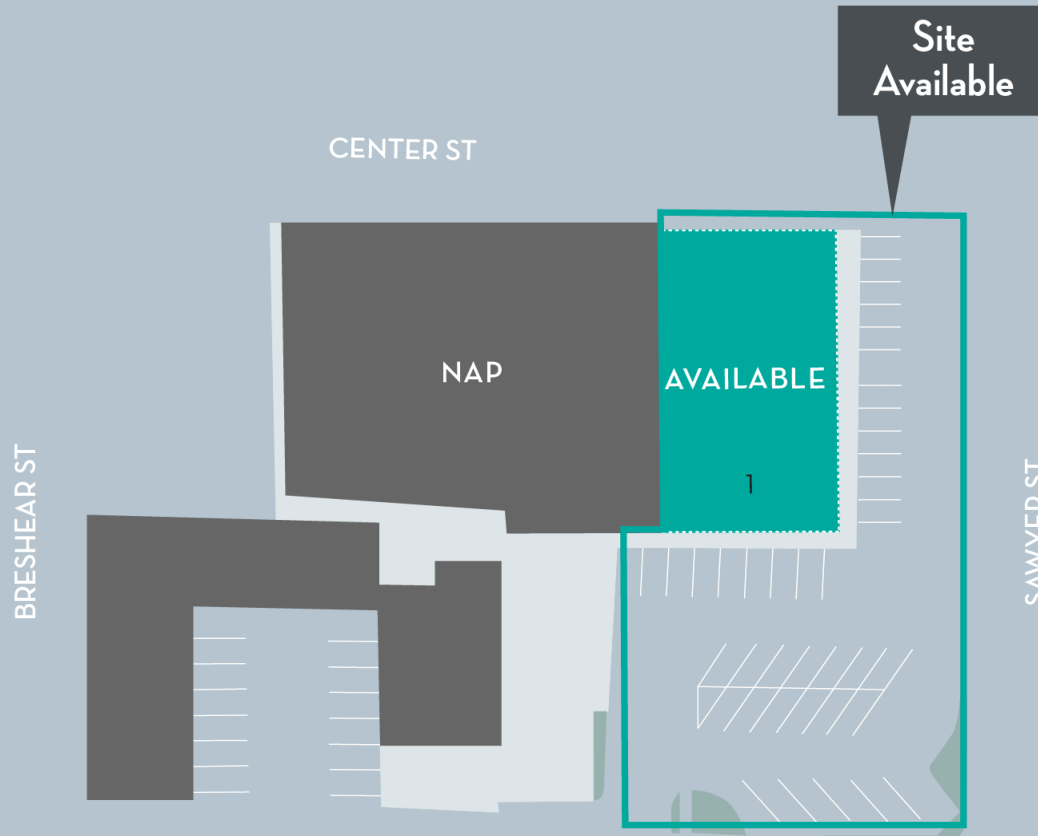 Site
Available
CENTER ST
NAP
AVAILABLE
1
BRESHEAR ST
SAWYER ST